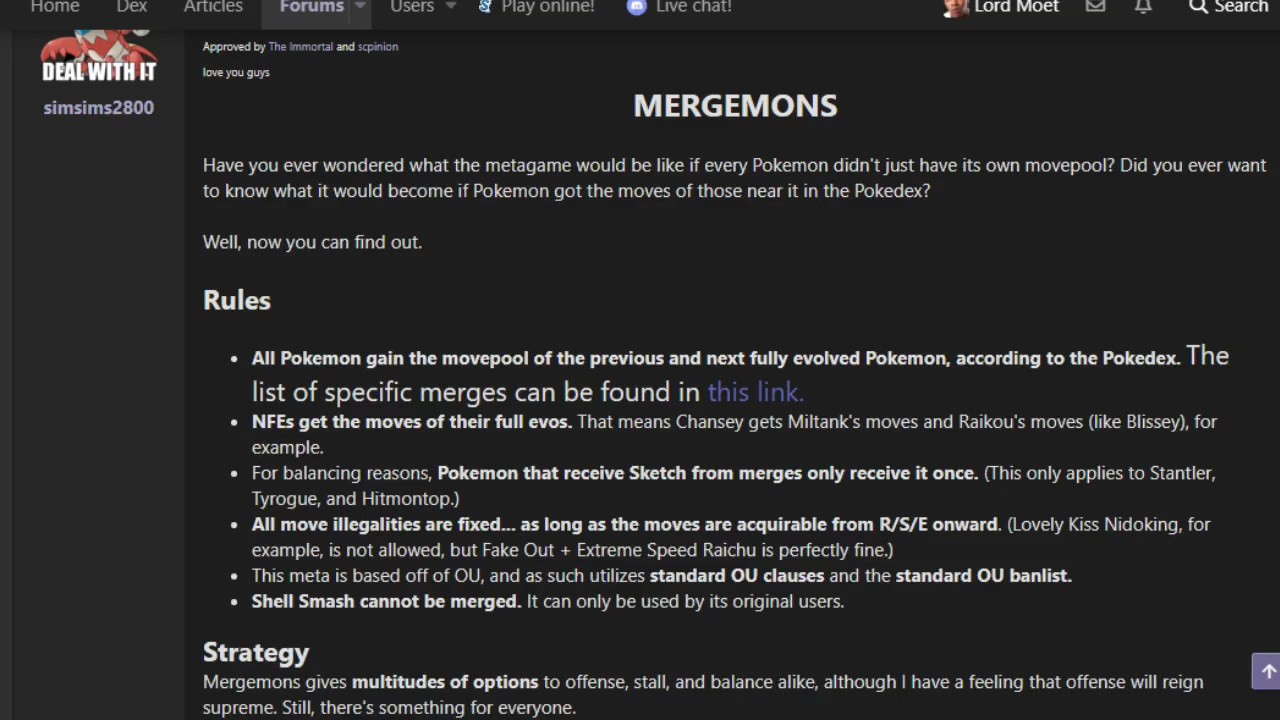 Home Dex Articles Forums Users Play online! Live chat! Lord Moet Search
DEAL WITH IT
simsims2800
Approved by The Immortal and scpinion
love you guys
MERGEMONS
Have you ever wondered what the metagame would be like if every Pokemon didn't just have its own movepool? Did you ever want
to know what it would become if Pokemon got the moves of those near it in the Pokedex?
Well, now you can find out.
Rules
• All Pokemon gain the movepool of the previous and next fully evolved Pokemon, according to the Pokedex. The
list of specific merges can be found in this link.
• NFEs get the moves of their full evos. That means Chansey gets Miltank's moves and Raikou's moves (like Blissey), for
example.
• For balancing reasons, Pokemon that receive Sketch from merges only receive it once. (This only applies to Stantler,
Tyrogue, and Hitmontop.)
• All move illegalities are fixed... as long as the moves are acquirable from R/S/E onward. (Lovely Kiss Nidoking, for
example, is not allowed, but Fake Out + Extreme Speed Raichu is perfectly fine.)
• This meta is based off of OU, and as such utilizes standard OU clauses and the standard OU banlist.
• Shell Smash cannot be merged. It can only be used by its original users.
Strategy
Mergemons gives multitudes of options to offense, stall, and balance alike, although I have a feeling that offense will reign
supreme. Still, there's something for everyone.